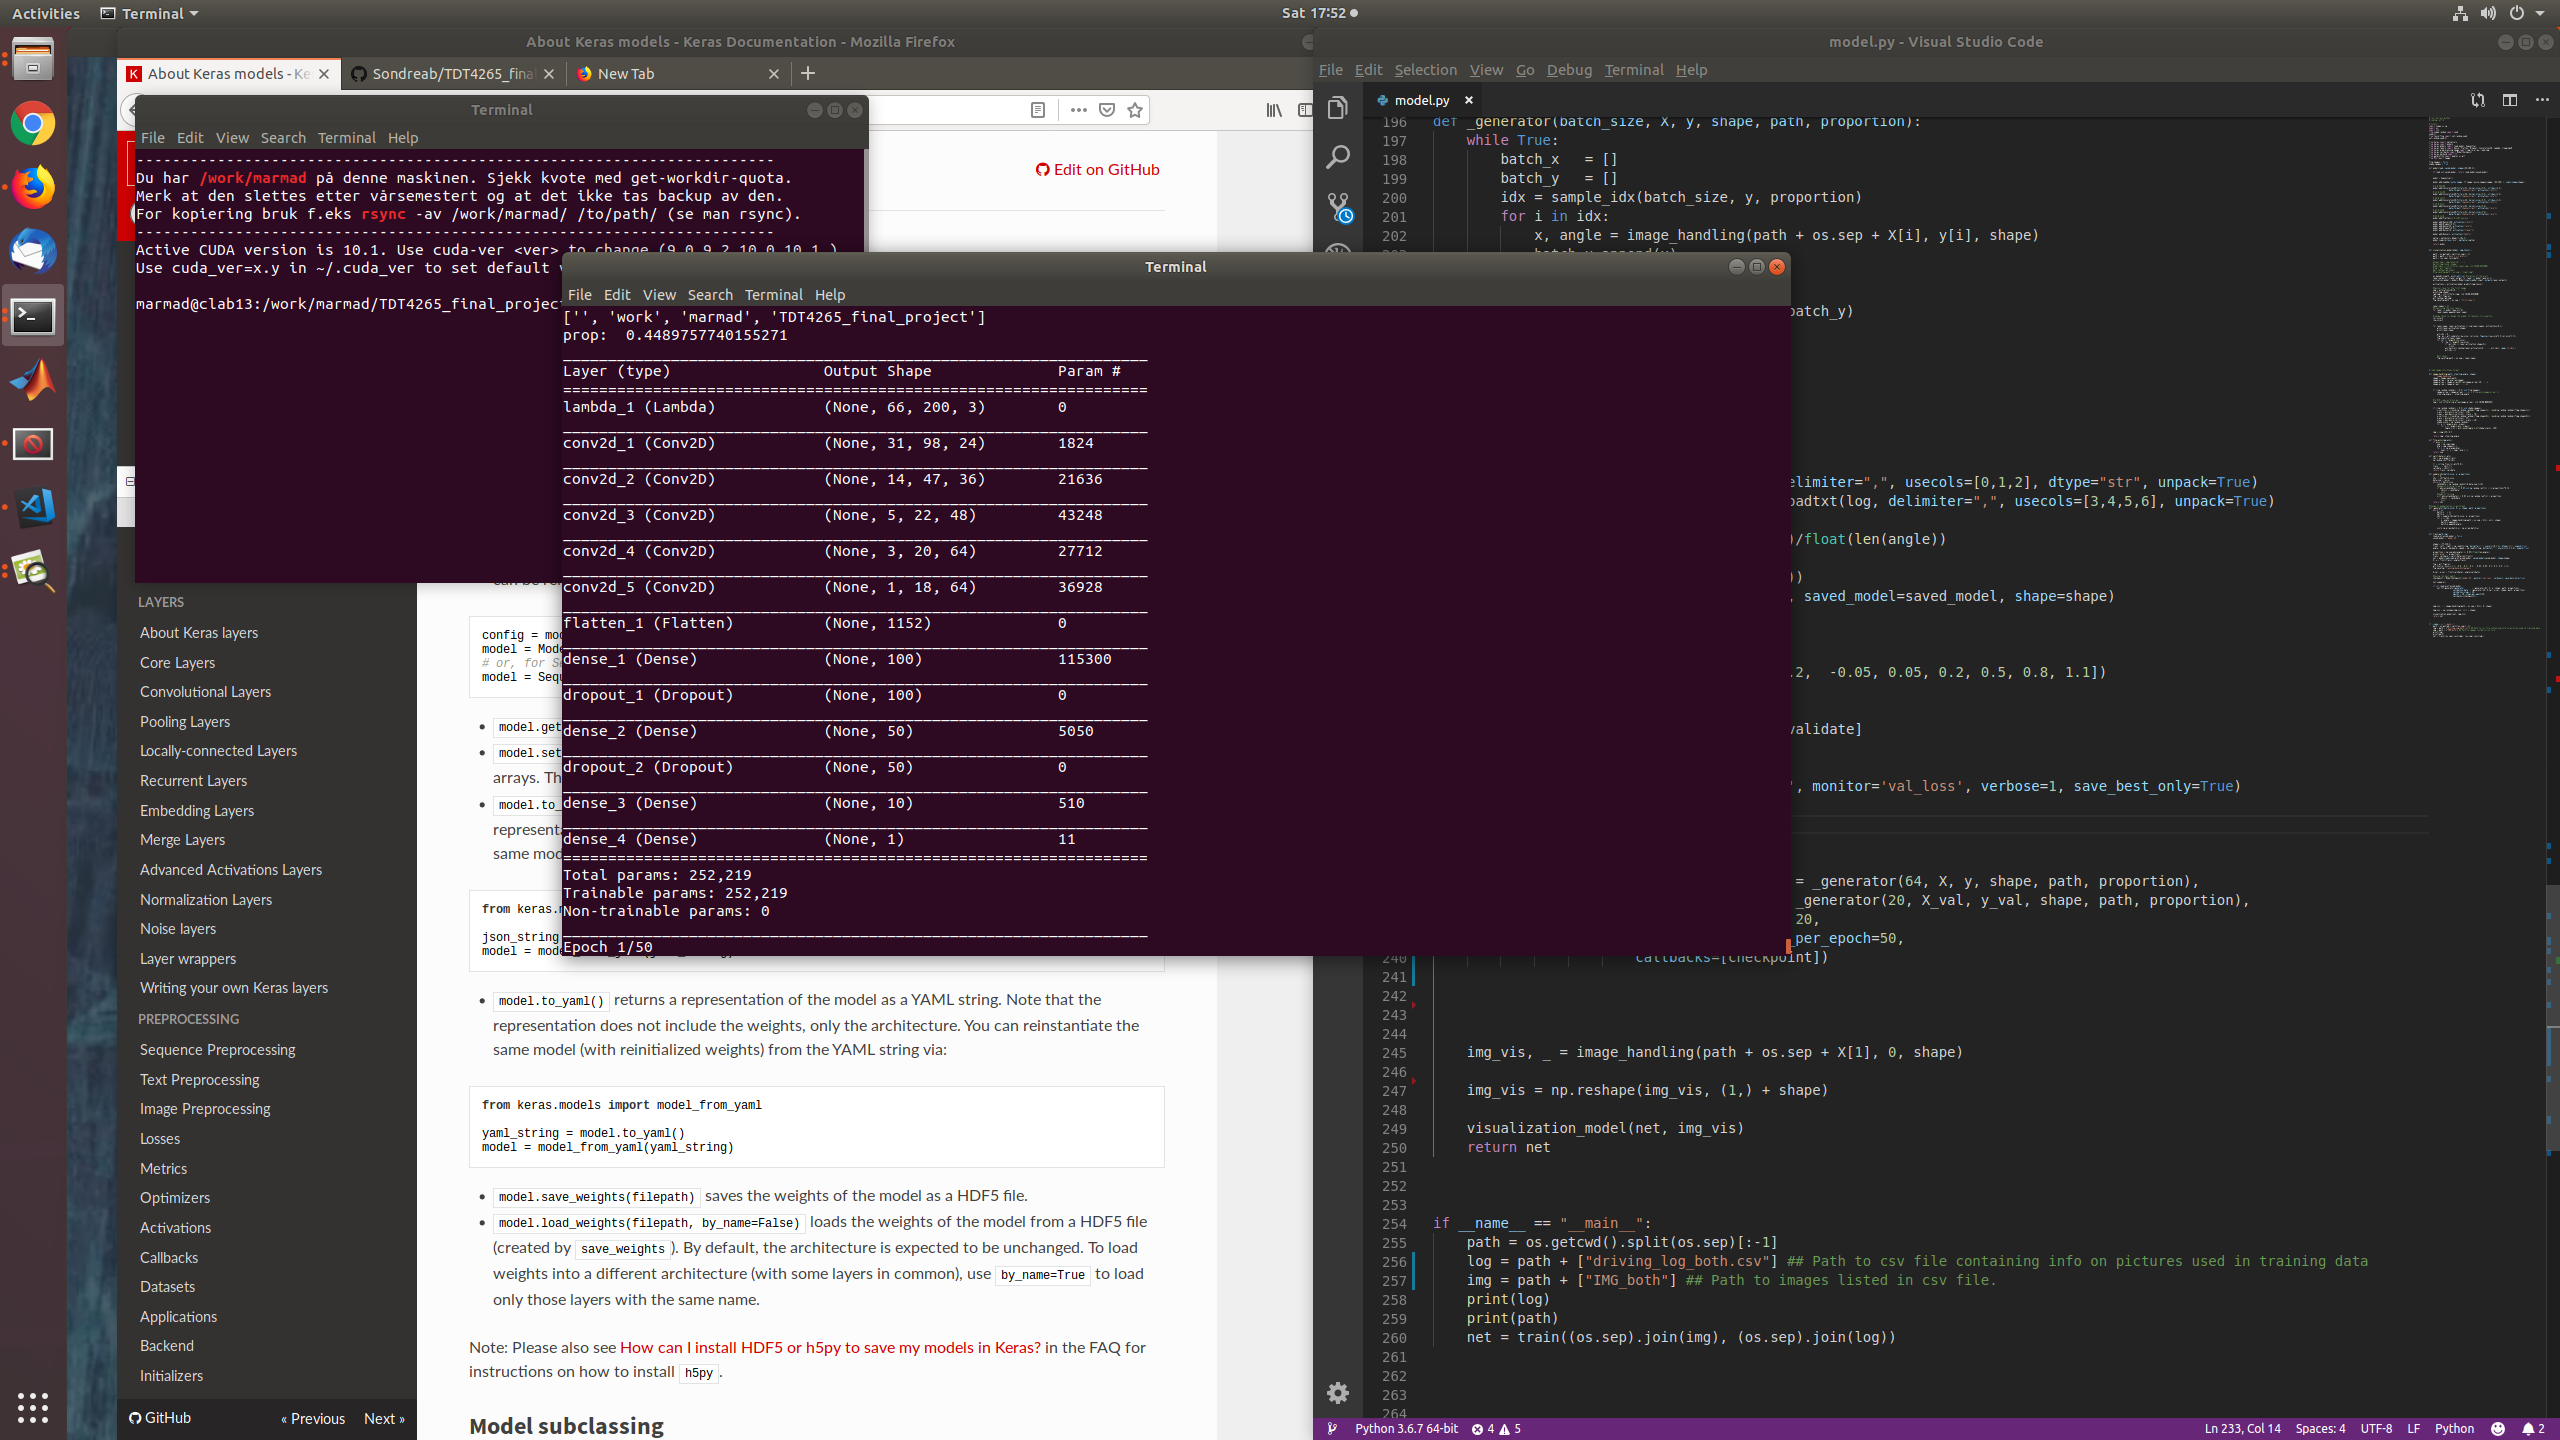 Activities
Terminal
Sat 17:52
About Keras models - Keras Documentation - Mozilla Firefox
About Keras models - Ke
Sondreab/TDT4265_fina
New Tab
Edit on GitHub
Terminal
File Edit View Search Terminal Help
Du har /work/marmad på denne maskinen. Sjekk kvote med get-workdir-quota.
Merk at den slettes etter vårsemestert og at det ikke tas backup av den.
For kopiering bruk f.eks rsync -av /work/marmad/ /to/path/ (se man rsync).
Active CUDA version is 10.1. Use cuda-ver <ver> to change (9.0 9.2 10.0 10.1 )
Use cuda_ver=x.y in ~/.cuda_ver to set default
marmad@clab13:/work/marmad/TDT4265_final_project
Terminal
File Edit View Search Terminal Help
['', 'work', 'marmad', 'TDT4265_final_project']
prop:  0.4489757740155271
Layer (type) Output Shape Param #
lambda_1 (Lambda) (None, 66, 200, 3) 0
conv2d_1 (Conv2D) (None, 31, 98, 24) 1824
conv2d_2 (Conv2D) (None, 14, 47, 36) 21636
conv2d_3 (Conv2D) (None, 5, 22, 48) 43248
conv2d_4 (Conv2D) (None, 3, 20, 64) 27712
conv2d_5 (Conv2D) (None, 1, 18, 64) 36928
flatten_1 (Flatten) (None, 1152) 0
dense_1 (Dense) (None, 100) 115300
dropout_1 (Dropout) (None, 100) 0
dense_2 (Dense) (None, 50) 5050
dropout_2 (Dropout) (None, 50) 0
dense_3 (Dense) (None, 10) 510
dense_4 (Dense) (None, 1) 11
Total params: 252,219
Trainable params: 252,219
Non-trainable params: 0
Epoch 1/50
LAYERS
About Keras layers
Core Layers
Convolutional Layers
Pooling Layers
Locally-connected Layers
Recurrent Layers
Embedding Layers
Merge Layers
Advanced Activations Layers
Normalization Layers
Noise layers
Layer wrappers
Writing your own Keras layers
PREPROCESSING
Sequence Preprocessing
Text Preprocessing
Image Preprocessing
Losses
Metrics
Optimizers
Activations
Callbacks
Datasets
Applications
Backend
Initializers
GitHub « Previous Next »
config = mod
model = Mode
# or, for Se
model = Sequ
model.get
model.set
arrays. Th
model.to_
represent
same mod
from keras.
json_string
model = mod
model.to_yaml() returns a representation of the model as a YAML string. Note that the
representation does not include the weights, only the architecture. You can reinstantiate the
same model (with reinitialized weights) from the YAML string via:
from keras.models import model_from_yaml
yaml_string = model.to_yaml()
model = model_from_yaml(yaml_string)
model.save_weights(filepath) saves the weights of the model as a HDF5 file.
model.load_weights(filepath, by_name=False) loads the weights of the model from a HDF5 file
(created by save_weights). By default, the architecture is expected to be unchanged. To load
weights into a different architecture (with some layers in common), use by_name=True to load
only those layers with the same name.
Note: Please also see How can I install HDF5 or h5py to save my models in Keras? in the FAQ for
instructions on how to install h5py.
Model subclassing
model.py - Visual Studio Code
File Edit Selection View Go Debug Terminal Help
model.py
196 def _generator(batch_size, X, y, shape, path, proportion):
197 while True:
198 batch_x   = []
199 batch_y   = []
200 idx = sample_idx(batch_size, y, proportion)
201 for i in idx:
202 x, angle = image_handling(path + os.sep + X[i], y[i], shape)
batch_y)
elimiter=",", usecols=[0,1,2], dtype="str", unpack=True)
oadtxt(log, delimiter=",", usecols=[3,4,5,6], unpack=True)
)/float(len(angle))
))
, saved_model=saved_model, shape=shape)
.2,  -0.05, 0.05, 0.2, 0.5, 0.8, 1.1])
validate]
', monitor='val_loss', verbose=1, save_best_only=True)
= _generator(64, X, y, shape, path, proportion),
_generator(20, X_val, y_val, shape, path, proportion),
20,
_per_epoch=50,
240 callbacks=[checkpoint])
241
242
243
244
245 img_vis, _ = image_handling(path + os.sep + X[1], 0, shape)
246
247 img_vis = np.reshape(img_vis, (1,) + shape)
248
249 visualization_model(net, img_vis)
250 return net
251
252
253
254 if __name__ == "__main__":
255 path = os.getcwd().split(os.sep)[:-1]
256 log = path + ["driving_log_both.csv"] ## Path to csv file containing info on pictures used in training data
257 img = path + ["IMG_both"] ## Path to images listed in csv file.
258 print(log)
259 print(path)
260 net = train((os.sep).join(img), (os.sep).join(log))
261
262
263
264
Python 3.6.7 64-bit 4 5 Ln 233, Col 14 Spaces: 4 UTF-8 LF Python 2